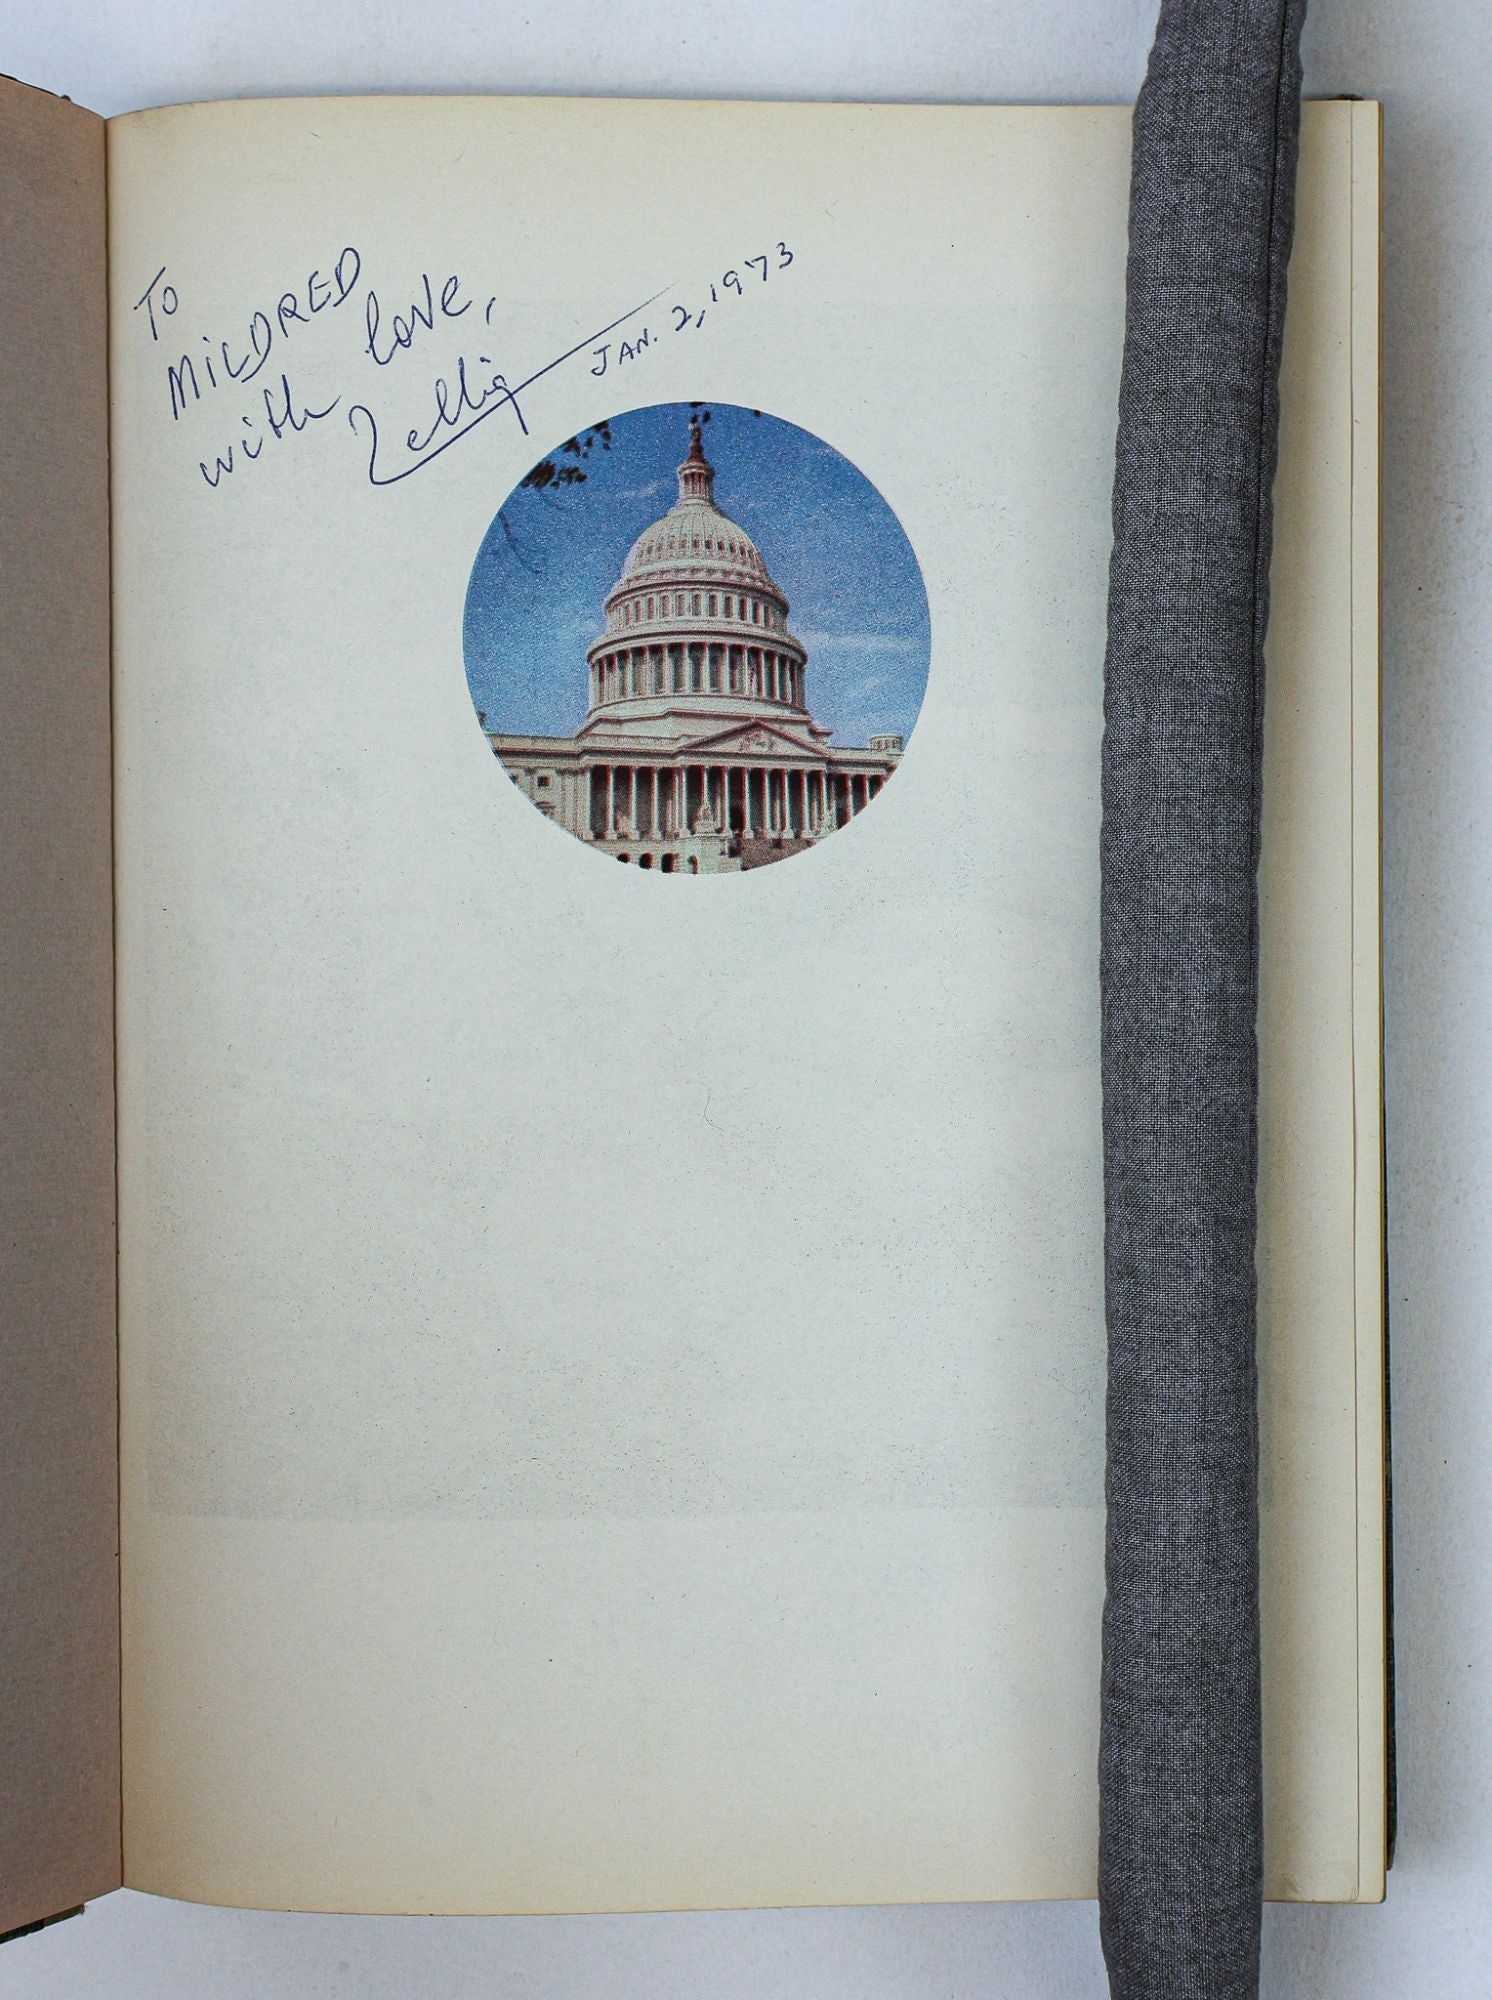 To
MILDRED
with love,
Zellig
JAN. 2, 1973